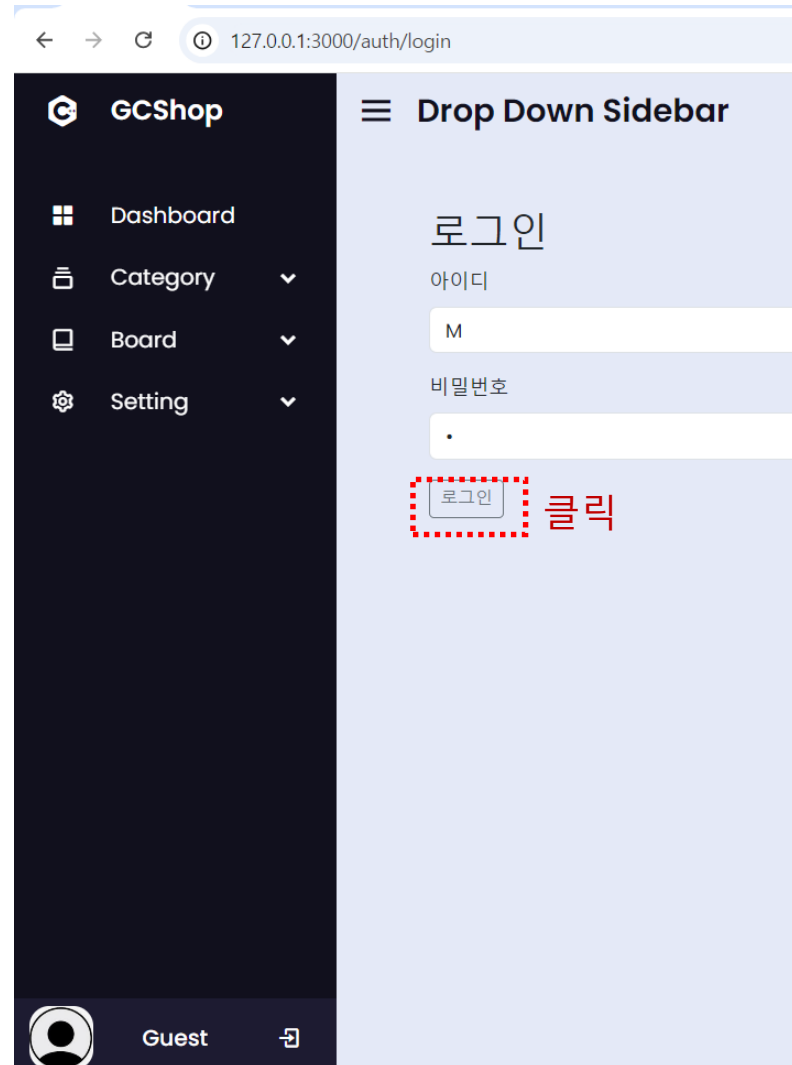 127.0.0.1:3000/auth/login
GCShop
Drop Down Sidebar
Dashboard
Category
Board
Setting
로그인
아이디
M
비밀번호
로그인
클릭
Guest